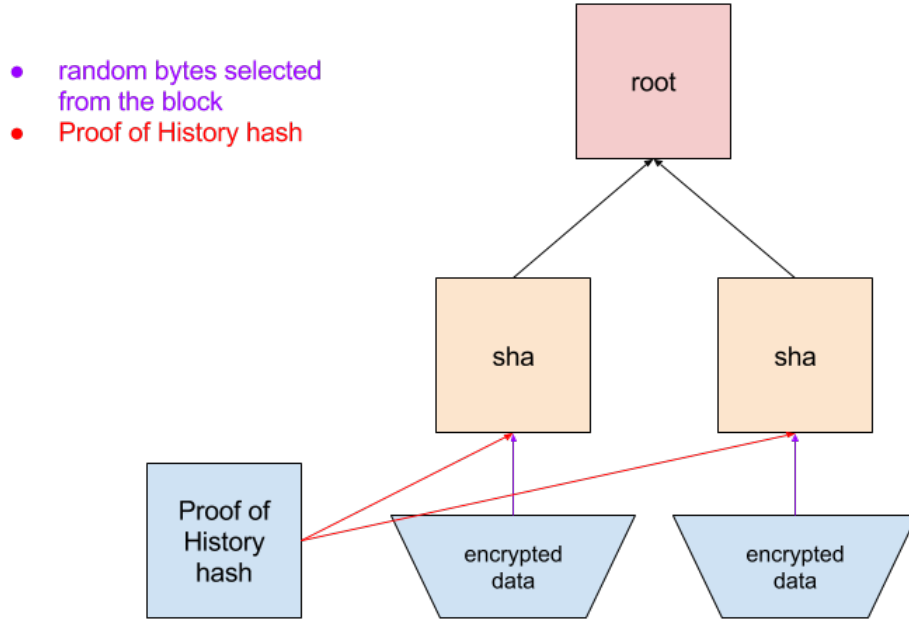 random bytes selected
from the block
Proof of History hash
root
sha
sha
Proof of
History
hash
encrypted
data
encrypted
data